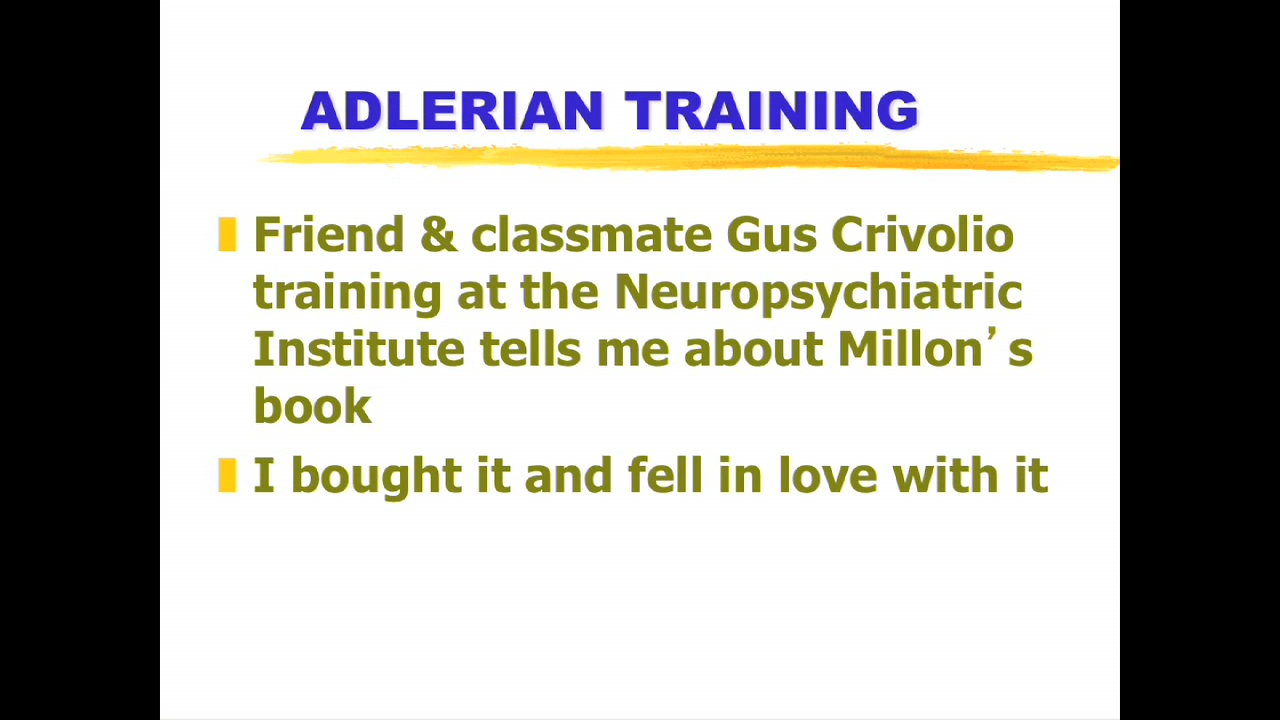 ADLERIAN TRAINING
Friend & classmate Gus Crivolio
training at the Neuropsychiatric
Institute tells me about Millon’s
book
I bought it and fell in love with it